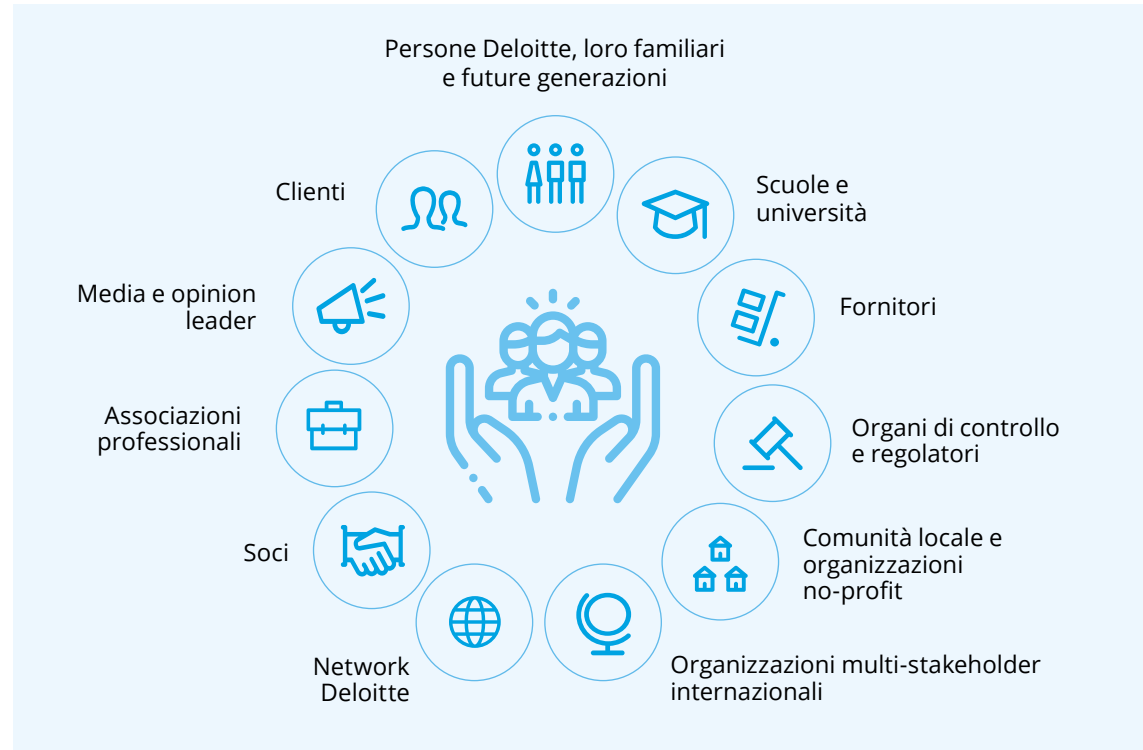 Persone Deloitte, loro familiari
e future generazioni
Clienti
Scuole e
università
Media e opinion
leader
Fornitori
Associazioni
professionali
Organi di controllo
e regolatori
Soci
Comunità locale e
organizzazioni
no-profit
Network
Deloitte
Organizzazioni multi-stakeholder
internazionali